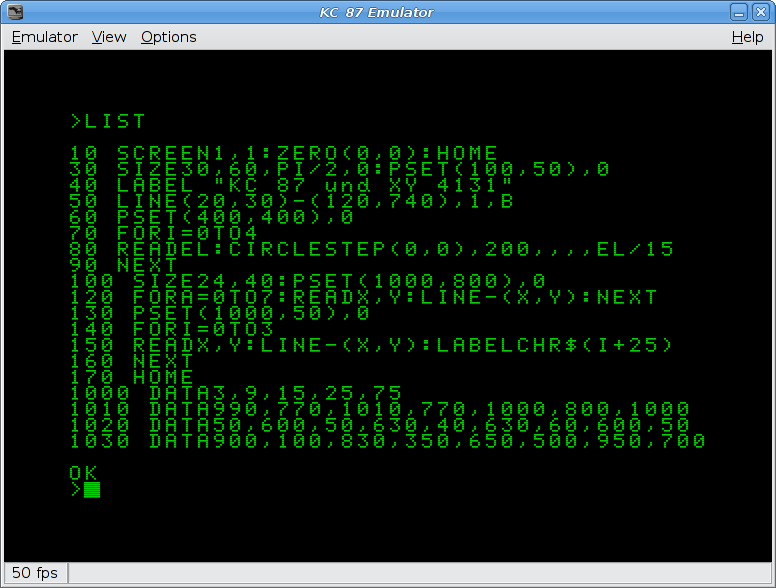 KC 87 Emulator
Emulator View Options Help
>LIST
10 SCREEN1,1:ZERO(0,0):HOME
30 SIZE30,60,PI/2,0:PSET(100,50),0
40 LABEL "KC 87 und XY 4131"
50 LINE(20,30)-(120,740),1,B
60 PSET(400,400),0
70 FORI=0TO4
80 READEL:CIRCLESTEP(0,0),200,,,,EL/15
90 NEXT
100 SIZE24,40:PSET(1000,800),0
120 FORA=0TO7:READX,Y:LINE-(X,Y):NEXT
130 PSET(1000,50),0
140 FORI=0TO3
150 READX,Y:LINE-(X,Y):LABELCHR$(I+25)
160 NEXT
170 HOME
1000 DATA3,9,15,25,75
1010 DATA990,770,1010,770,1000,800,1000
1020 DATA50,600,50,630,40,630,60,600,50
1030 DATA900,100,830,350,650,500,950,700
OK
>
50 fps